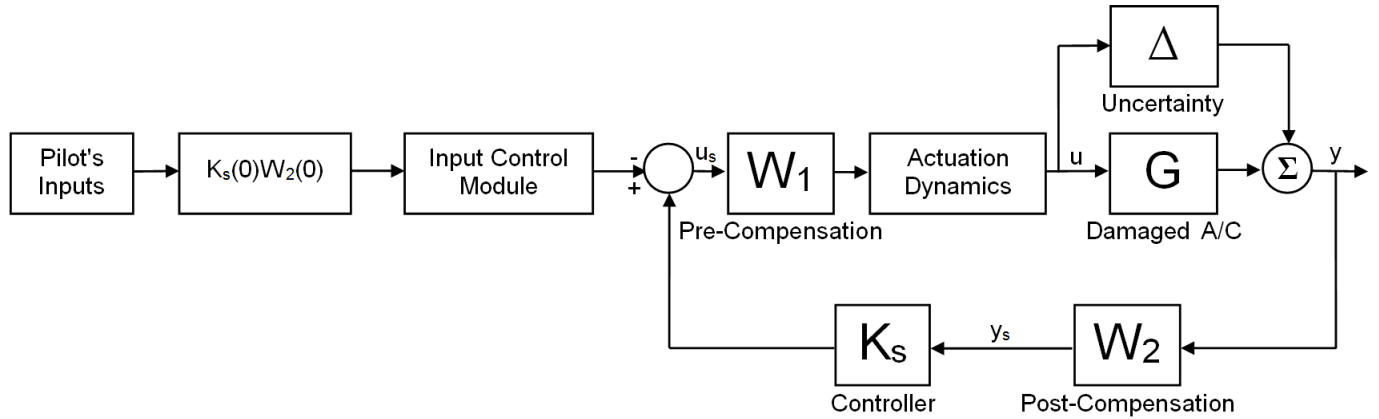 Δ
Uncertainty
Pilot's
Inputs
Kₛ(0)W₂(0)
Input Control
Module
-
+
uₛ
W₁
Pre-Compensation
Actuation
Dynamics
u
G
Damaged A/C
Σ
y
Kₛ
Controller
yₛ
W₂
Post-Compensation